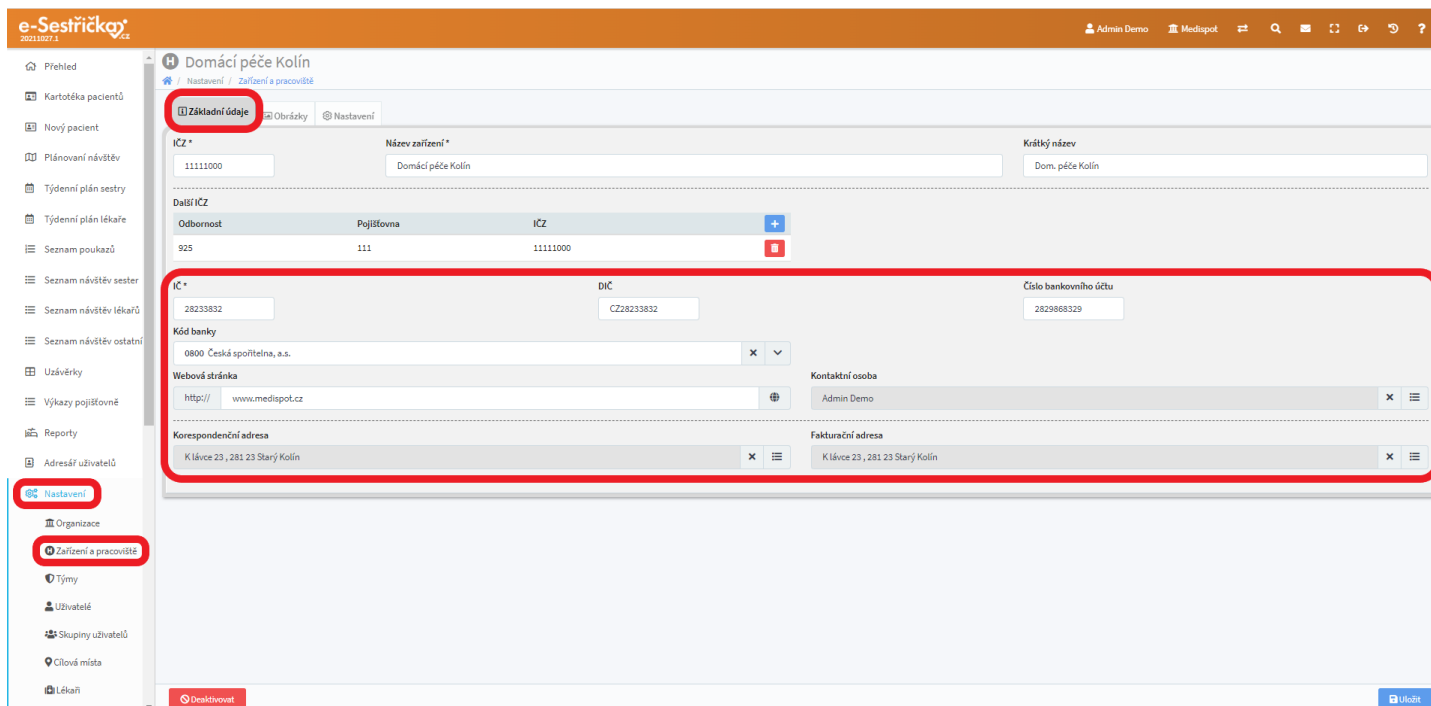 e-Sestřička.cz
20211027.1
Admin Demo Medispot
Přehled
Kartotéka pacientů
Nový pacient
Plánovaní návštěv
Týdenní plán sestry
Týdenní plán lékaře
Seznam poukazů
Seznam návštěv sester
Seznam návštěv lékařů
Seznam návštěv ostatní
Uzávěrky
Výkazy pojišťovně
Reporty
Adresář uživatelů
Nastavení
Organizace
Zařízení a pracoviště
Týmy
Uživatelé
Skupiny uživatelů
Cílová místa
Lékaři
Domácí péče Kolín
/ Nastavení / Zařízení a pracoviště
Základní údaje Obrázky Nastavení
IČZ * Název zařízení * Krátký název
11111000 Domácí péče Kolín Dom. péče Kolín
Další IČZ
Odbornost Pojišťovna IČZ
925 111 11111000
IČ * DIČ Číslo bankovního účtu
28233832 CZ28233832 2829868329
Kód banky
0800 Česká spořitelna, a.s.
Webová stránka Kontaktní osoba
http:// www.medispot.cz Admin Demo
Korespondenční adresa Fakturační adresa
K lávce 23 , 281 23 Starý Kolín K lávce 23 , 281 23 Starý Kolín
Deaktivovat Uložit